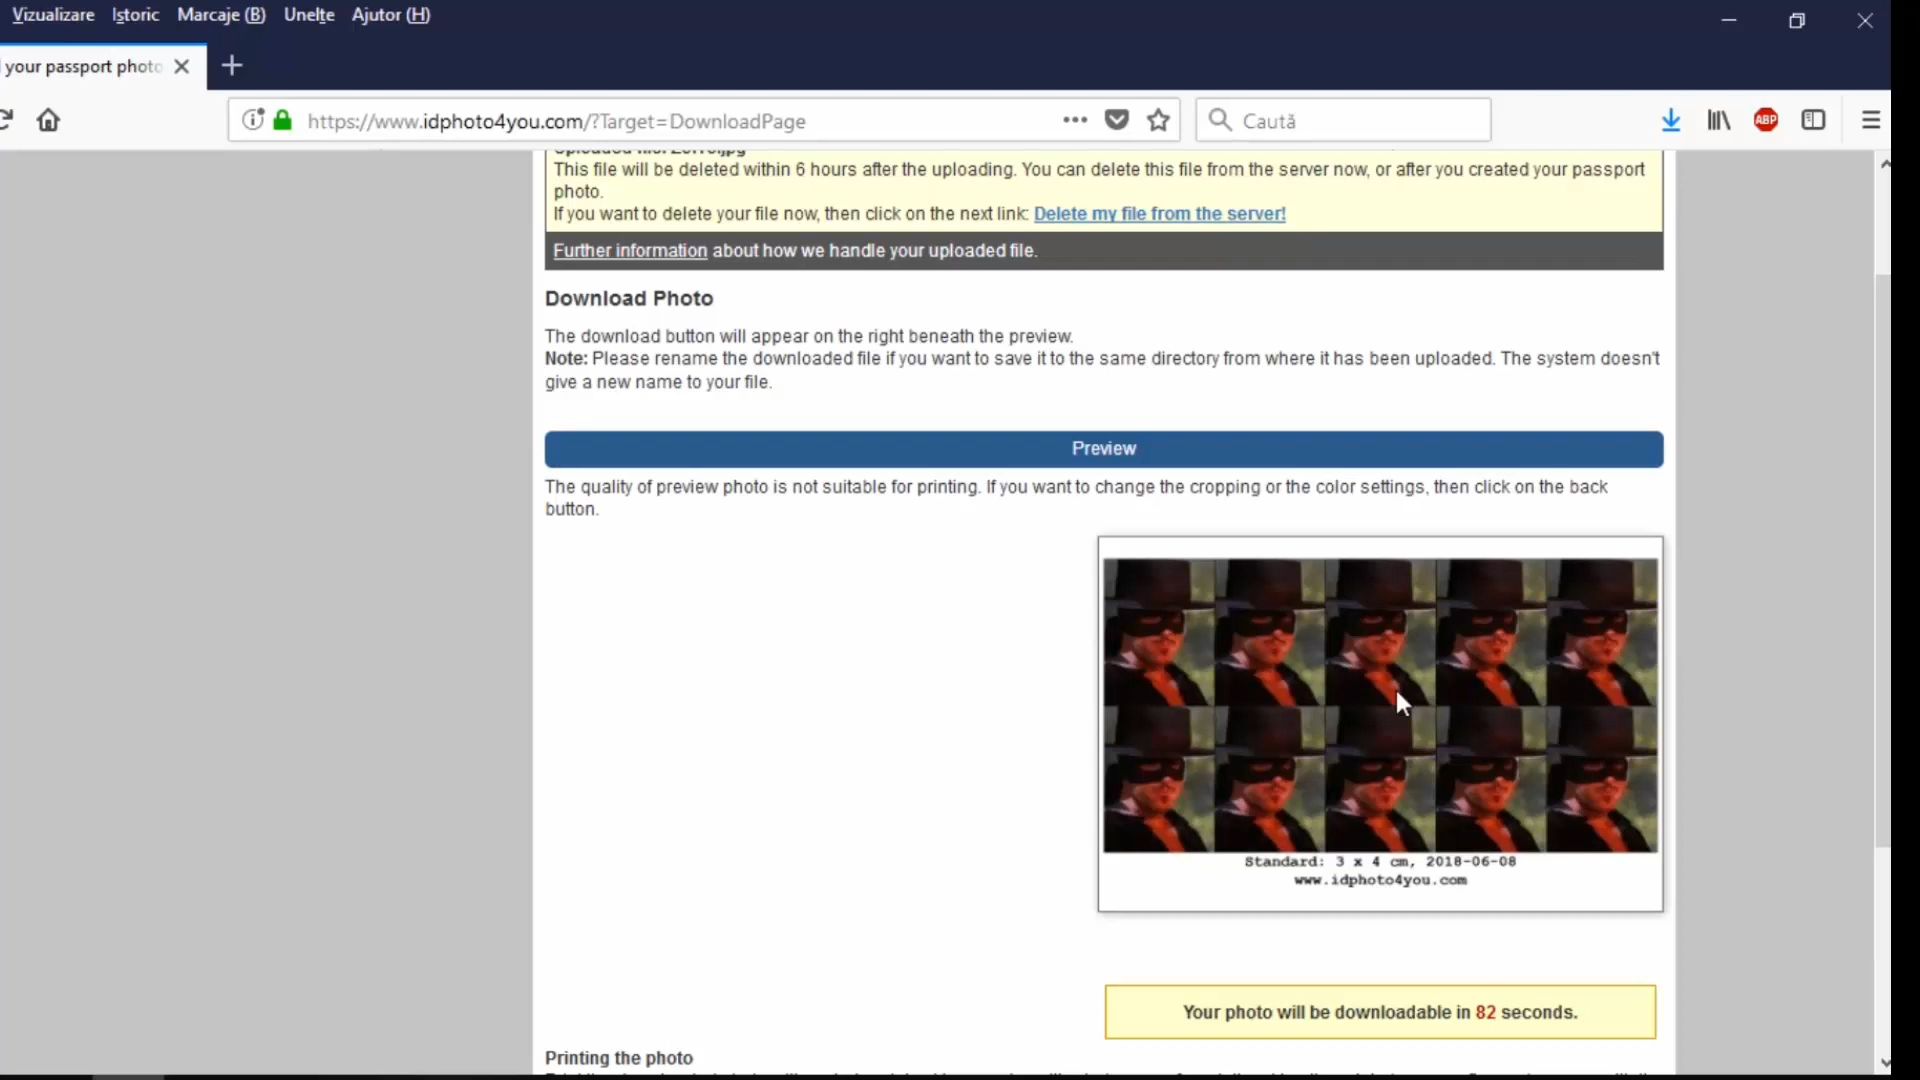 Vizualizare Istoric Marcaje (B) Unelte Ajutor (H)
your passport photo
https://www.idphoto4you.com/?Target=DownloadPage
Caută
ABP
This file will be deleted within 6 hours after the uploading. You can delete this file from the server now, or after you created your passport
photo.
If you want to delete your file now, then click on the next link: Delete my file from the server!
Further information about how we handle your uploaded file.
Download Photo
The download button will appear on the right beneath the preview.
Note: Please rename the downloaded file if you want to save it to the same directory from where it has been uploaded. The system doesn't
give a new name to your file.
Preview
The quality of preview photo is not suitable for printing. If you want to change the cropping or the color settings, then click on the back
button.
Standard: 3 x 4 cm, 2018-06-08
www.idphoto4you.com
Your photo will be downloadable in 82 seconds.
Printing the photo